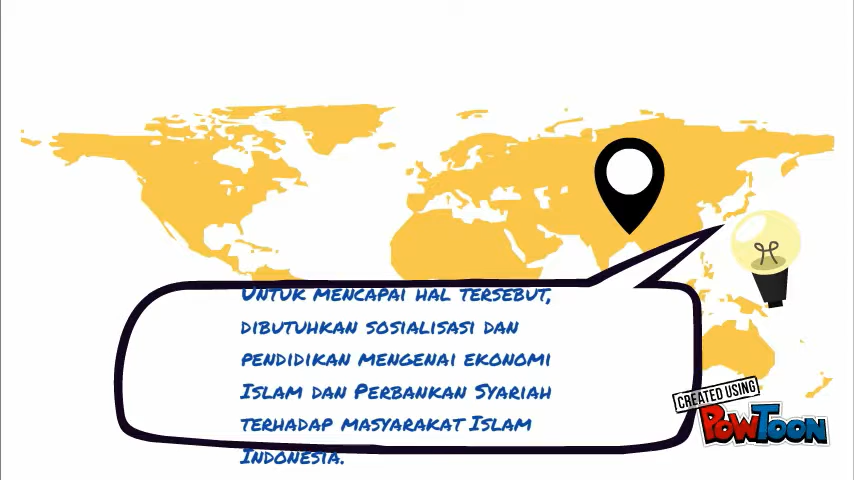 Untuk mencapai hal tersebut,
dibutuhkan sosialisasi dan
pendidikan mengenai ekonomi
Islam dan Perbankan Syariah
terhadap masyarakat Islam
Indonesia.
CREATED USING
POWTOON